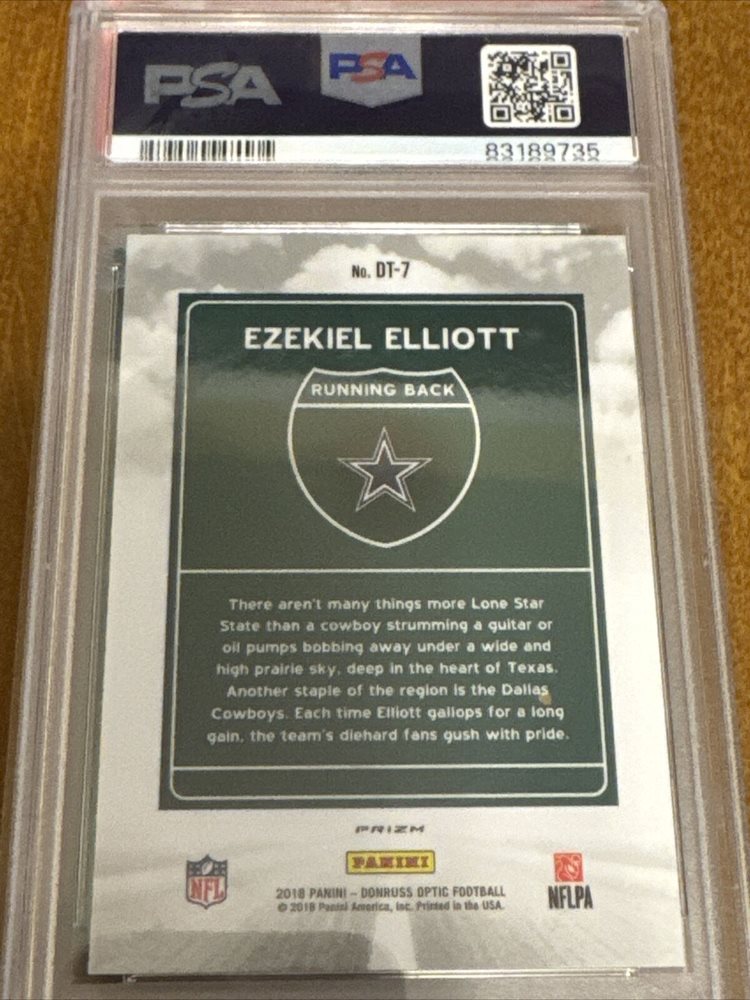 PSA PSA
83189735
No. DT-7
EZEKIEL ELLIOTT
RUNNING BACK
There aren't many things more Lone Star
State than a cowboy strumming a guitar or
oil pumps bobbing away under a wide and
high prairie sky, deep in the heart of Texas.
Another staple of the region is the Dallas
Cowboys. Each time Elliott gallops for a long
gain, the team's diehard fans gush with pride.
PRIZM
PANINI
NFL
2018 PANINI – DONRUSS OPTIC FOOTBALL
© 2018 Panini America, Inc. Printed in the USA.
NFLPA